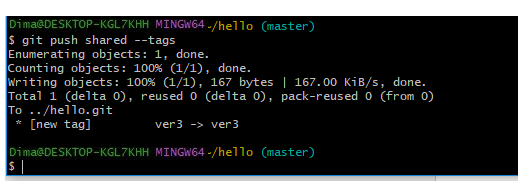 Dima@DESKTOP-KGL7KHH MINGW64 ~/hello (master)
$ git push shared --tags
Enumerating objects: 1, done.
Counting objects: 100% (1/1), done.
Writing objects: 100% (1/1), 167 bytes | 167.00 KiB/s, done.
Total 1 (delta 0), reused 0 (delta 0), pack-reused 0 (from 0)
To ../hello.git
 * [new tag]         ver3 -> ver3
Dima@DESKTOP-KGL7KHH MINGW64 ~/hello (master)
$